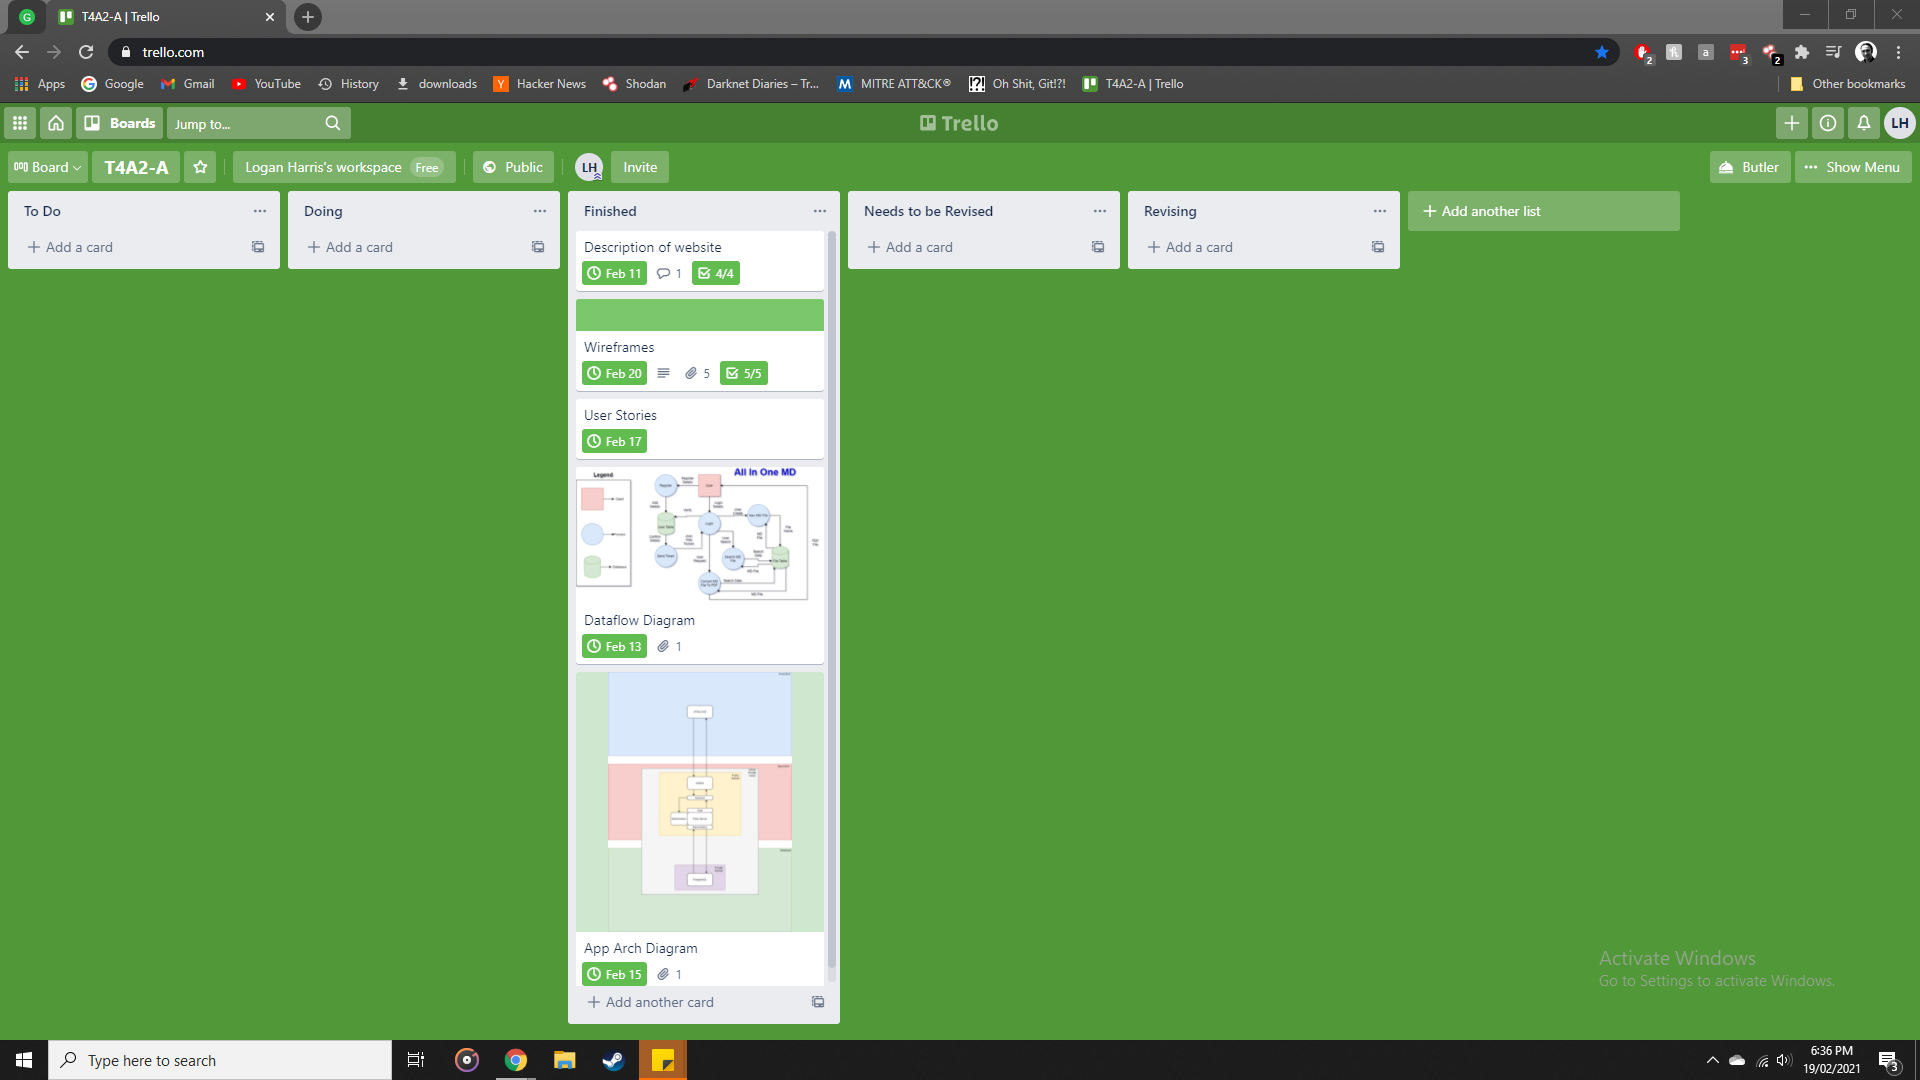 T4A2-A | Trello
trello.com
2
3
2
Apps
Google
Gmail
YouTube
History
downloads
Hacker News
Shodan
Darknet Diaries – Tr...
MITRE ATT&CK®
Oh Shit, Git!?!
T4A2-A | Trello
Other bookmarks
Boards
Jump to...
Trello
LH
Board
T4A2-A
Logan Harris's workspace Free
Public
LH
Invite
Butler
Show Menu
To Do
Add a card
Doing
Add a card
Finished
Description of website
Feb 11
1
4/4
Wireframes
Feb 20
5
5/5
User Stories
Feb 17
Legend
All In One MD
Dataflow Diagram
Feb 13
1
App Arch Diagram
Feb 15
1
Add another card
Needs to be Revised
Add a card
Revising
Add a card
Add another list
Activate Windows
Go to Settings to activate Windows.
Type here to search
6:36 PM
19/02/2021
3